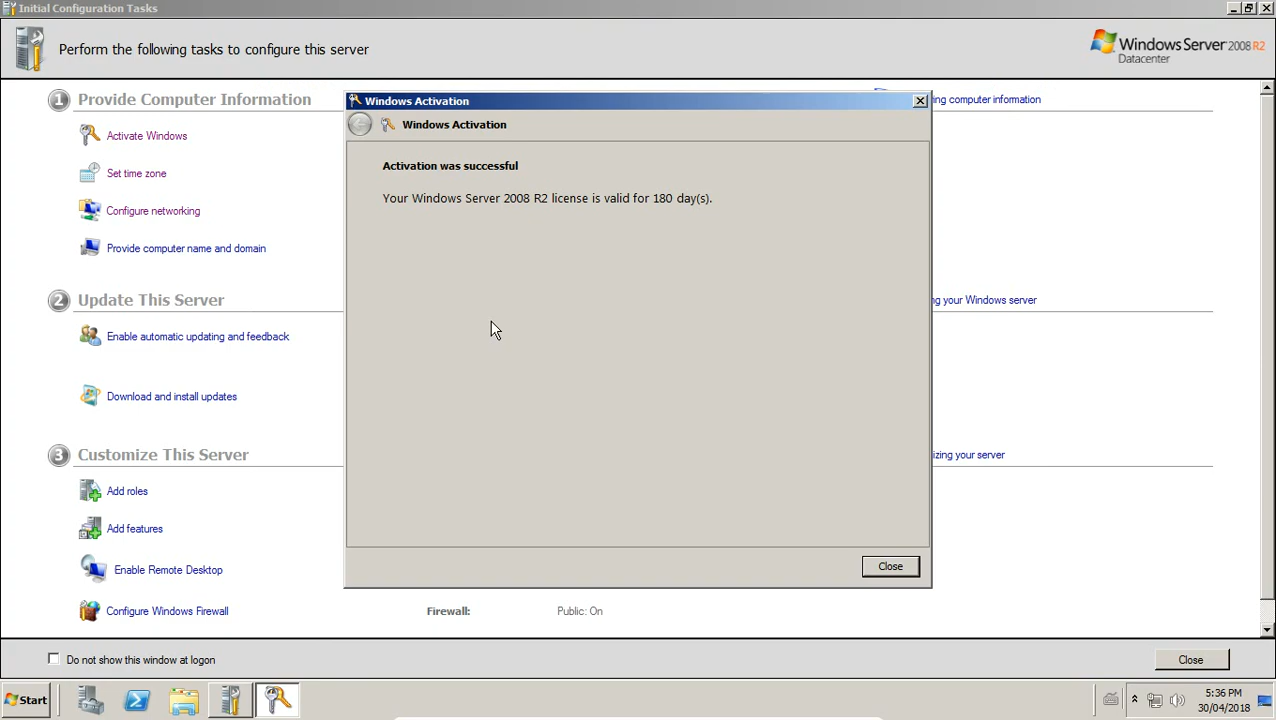 Initial Configuration Tasks
Perform the following tasks to configure this server
Windows Server 2008 R2
Datacenter
1 Provide Computer Information
Activate Windows
Set time zone
Configure networking
Provide computer name and domain
2 Update This Server
Enable automatic updating and feedback
Download and install updates
3 Customize This Server
Add roles
Add features
Enable Remote Desktop
Configure Windows Firewall
Windows Activation
Windows Activation
Activation was successful
Your Windows Server 2008 R2 license is valid for 180 day(s).
Close
computer information
your Windows server
your server
Firewall: Public: On
Do not show this window at logon
Close
Start
5:36 PM
30/04/2018